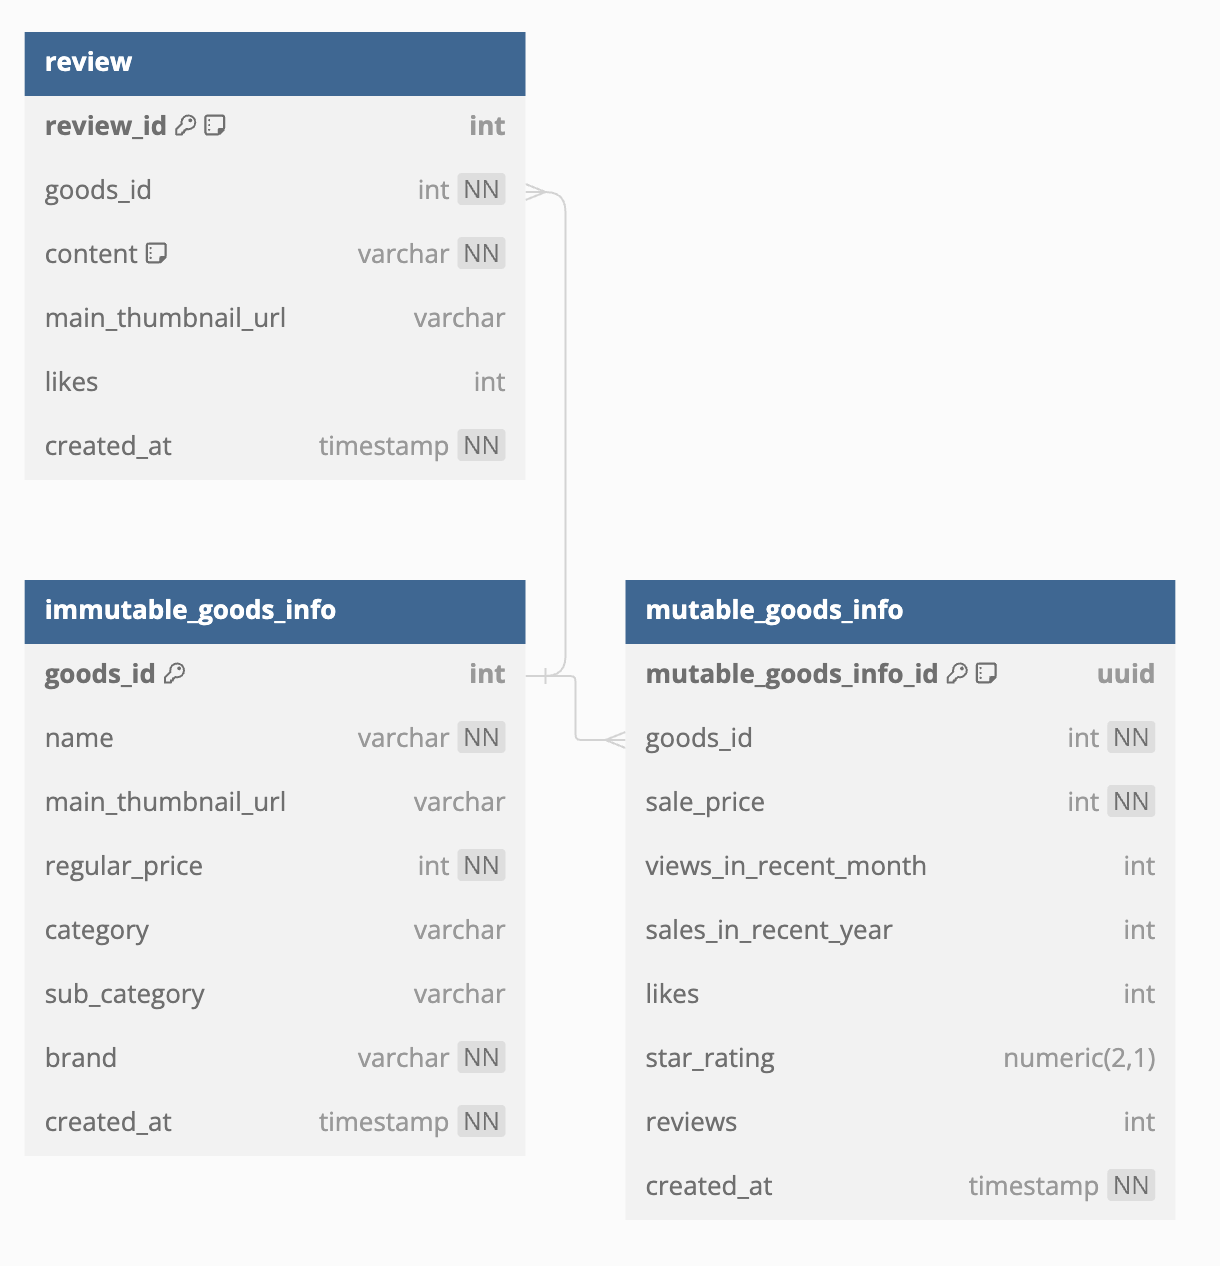 review
review_id int
goods_id int NN
content varchar NN
main_thumbnail_url varchar
likes int
created_at timestamp NN
immutable_goods_info
goods_id int
name varchar NN
main_thumbnail_url varchar
regular_price int NN
category varchar
sub_category varchar
brand varchar NN
created_at timestamp NN
mutable_goods_info
mutable_goods_info_id uuid
goods_id int NN
sale_price int NN
views_in_recent_month int
sales_in_recent_year int
likes int
star_rating numeric(2,1)
reviews int
created_at timestamp NN